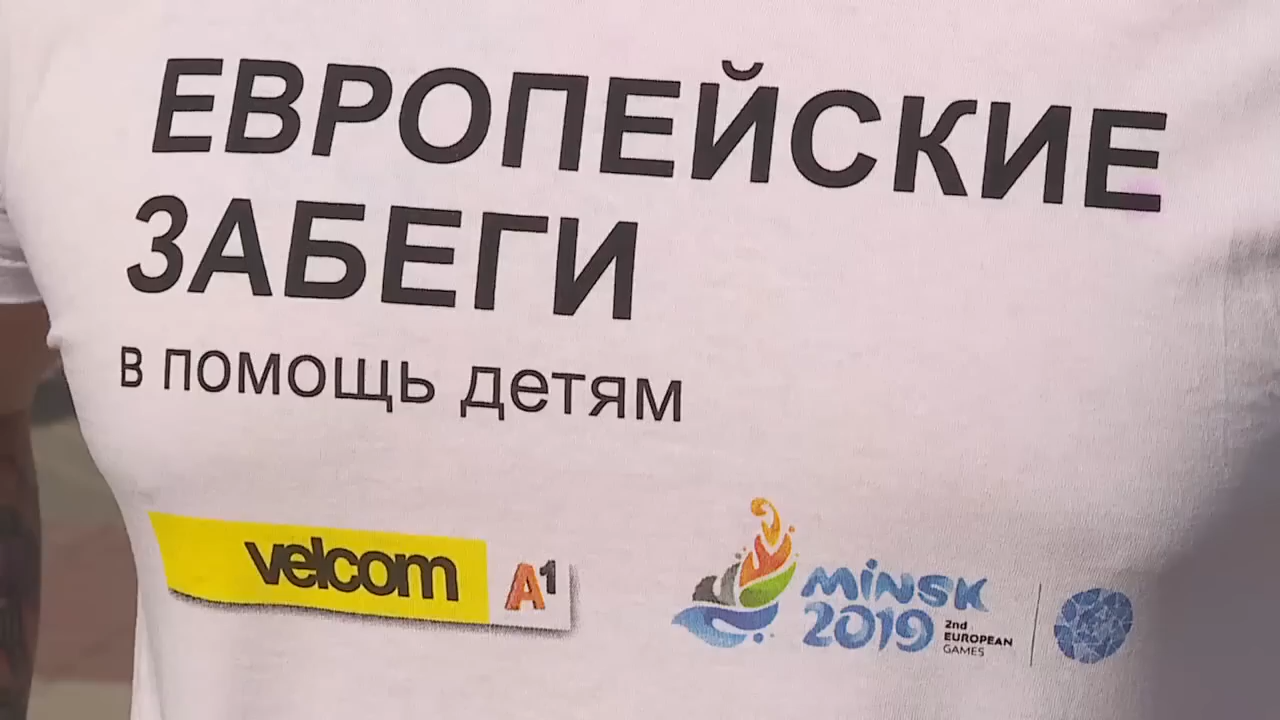 ЕВРОПЕЙСКИЕ
ЗАБЕГИ
в помощь детям
velcom A1
MiNSK
2019
2nd
EUROPEAN
GAMES